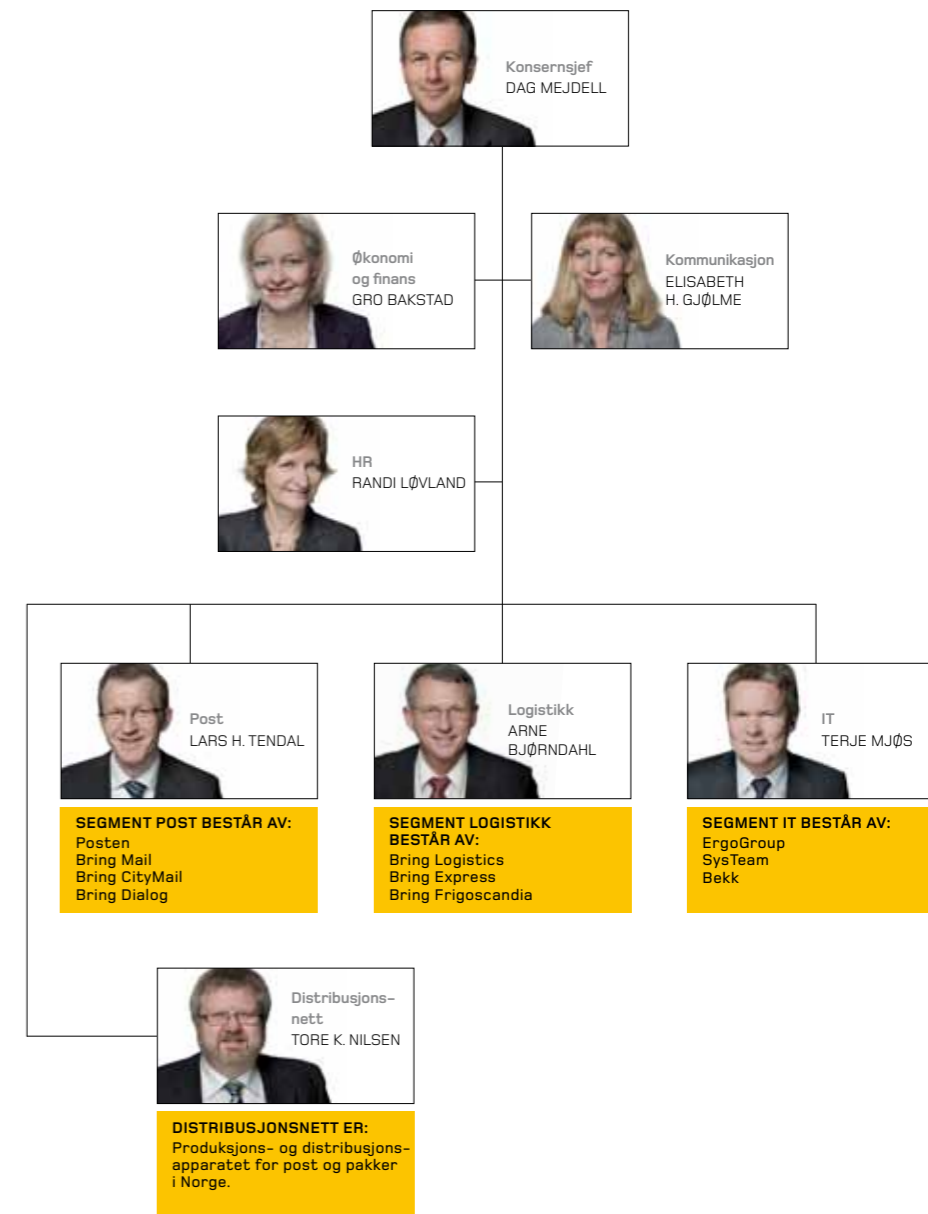 Konsernsjef
DAG MEJDELL
Økonomi
og finans
GRO BAKSTAD
Kommunikasjon
ELISABETH
H. GJØLME
HR
RANDI LØVLAND
Post
LARS H. TENDAL
Logistikk
ARNE
BJØRNDAHL
IT
TERJE MJØS
SEGMENT POST BESTÅR AV:
Posten
Bring Mail
Bring CityMail
Bring Dialog
SEGMENT LOGISTIKK
BESTÅR AV:
Bring Logistics
Bring Express
Bring Frigoscandia
SEGMENT IT BESTÅR AV:
ErgoGroup
SysTeam
Bekk
Distribusjons-
nett
TORE K. NILSEN
DISTRIBUSJONSNETT ER:
Produksjons- og distribusjons-
apparatet for post og pakker
i Norge.